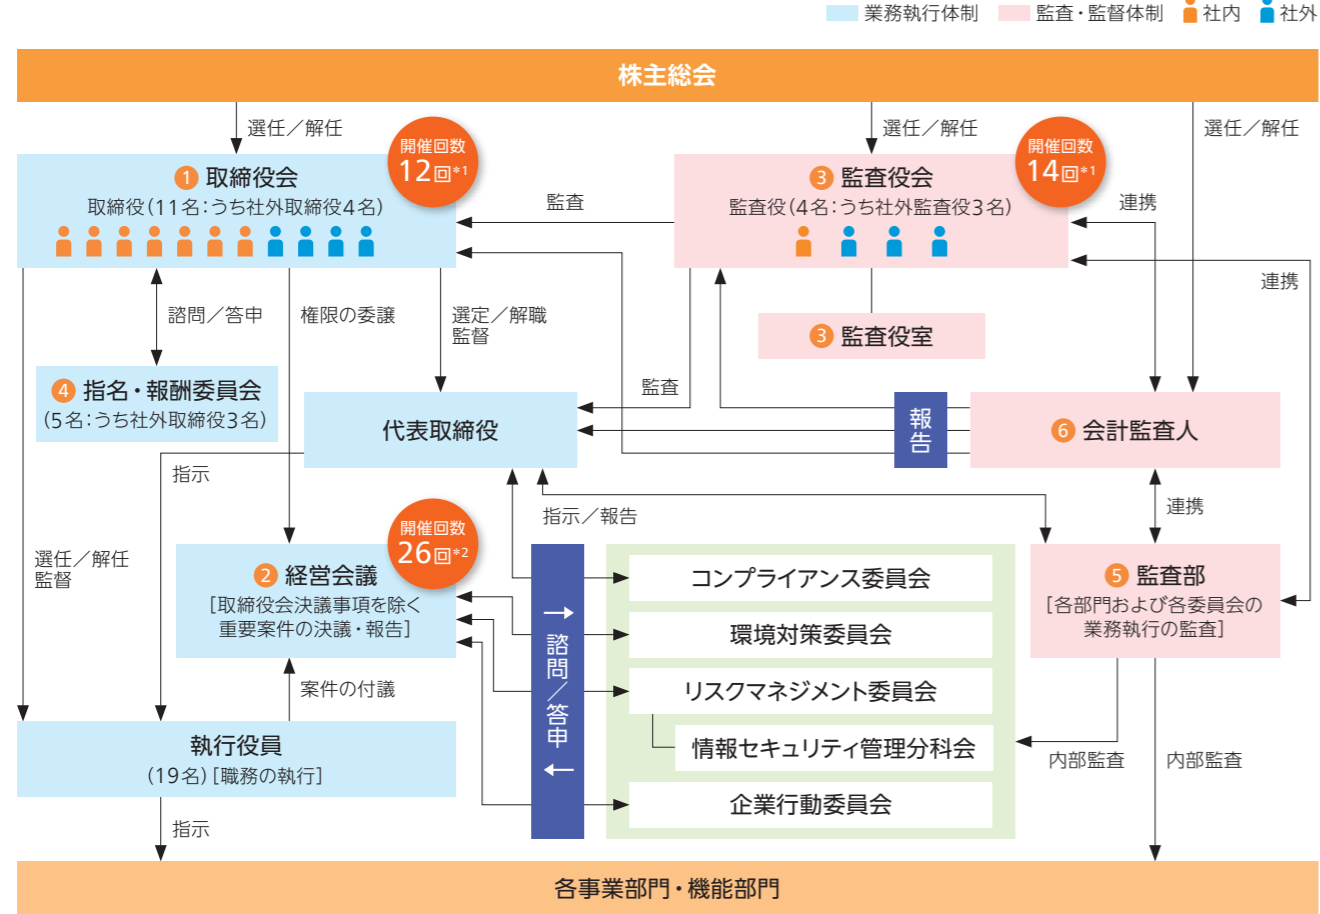 業務執行体制 監査・監督体制 社内 社外
株主総会
選任／解任
選任／解任
選任／解任
開催回数
12回*1
1 取締役会
取締役（11名：うち社外取締役4名）
開催回数
14回*1
3 監査役会
監査役（4名：うち社外監査役3名）
監査
連携
連携
諮問／答申
権限の委譲
選定／解職
監督
3 監査役室
4 指名・報酬委員会
（5名：うち社外取締役3名）
監査
代表取締役
報告
6 会計監査人
指示
指示／報告
連携
開催回数
26回*2
選任／解任
監督
2 経営会議
［取締役会決議事項を除く
重要案件の決議・報告］
→
諮問／答申
←
コンプライアンス委員会
環境対策委員会
リスクマネジメント委員会
情報セキュリティ管理分科会
企業行動委員会
5 監査部
［各部門および各委員会の
業務執行の監査］
案件の付議
内部監査
内部監査
執行役員
（19名）［職務の執行］
指示
各事業部門・機能部門